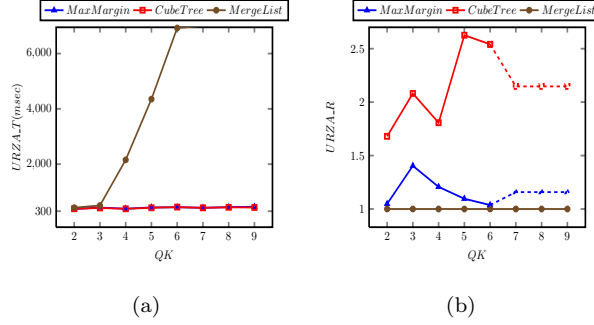 MaxMargin CubeTree MergeList
URZA_T(msec)
6,000
4,000
2,000
300
2 3 4 5 6 7 8 9
QK
(a)
MaxMargin CubeTree MergeList
URZA_R
2.5
2
1.5
1
2 3 4 5 6 7 8 9
QK
(b)